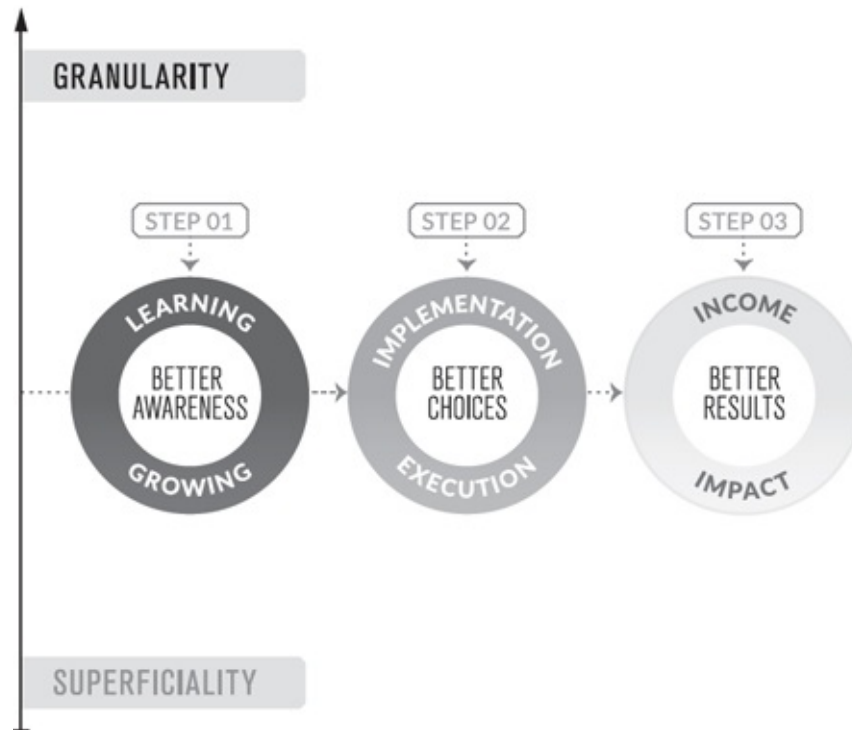 GRANULARITY
STEP 01
STEP 02
STEP 03
LEARNING
BETTER
AWARENESS
GROWING
IMPLEMENTATION
BETTER
CHOICES
EXECUTION
INCOME
BETTER
RESULTS
IMPACT
SUPERFICIALITY